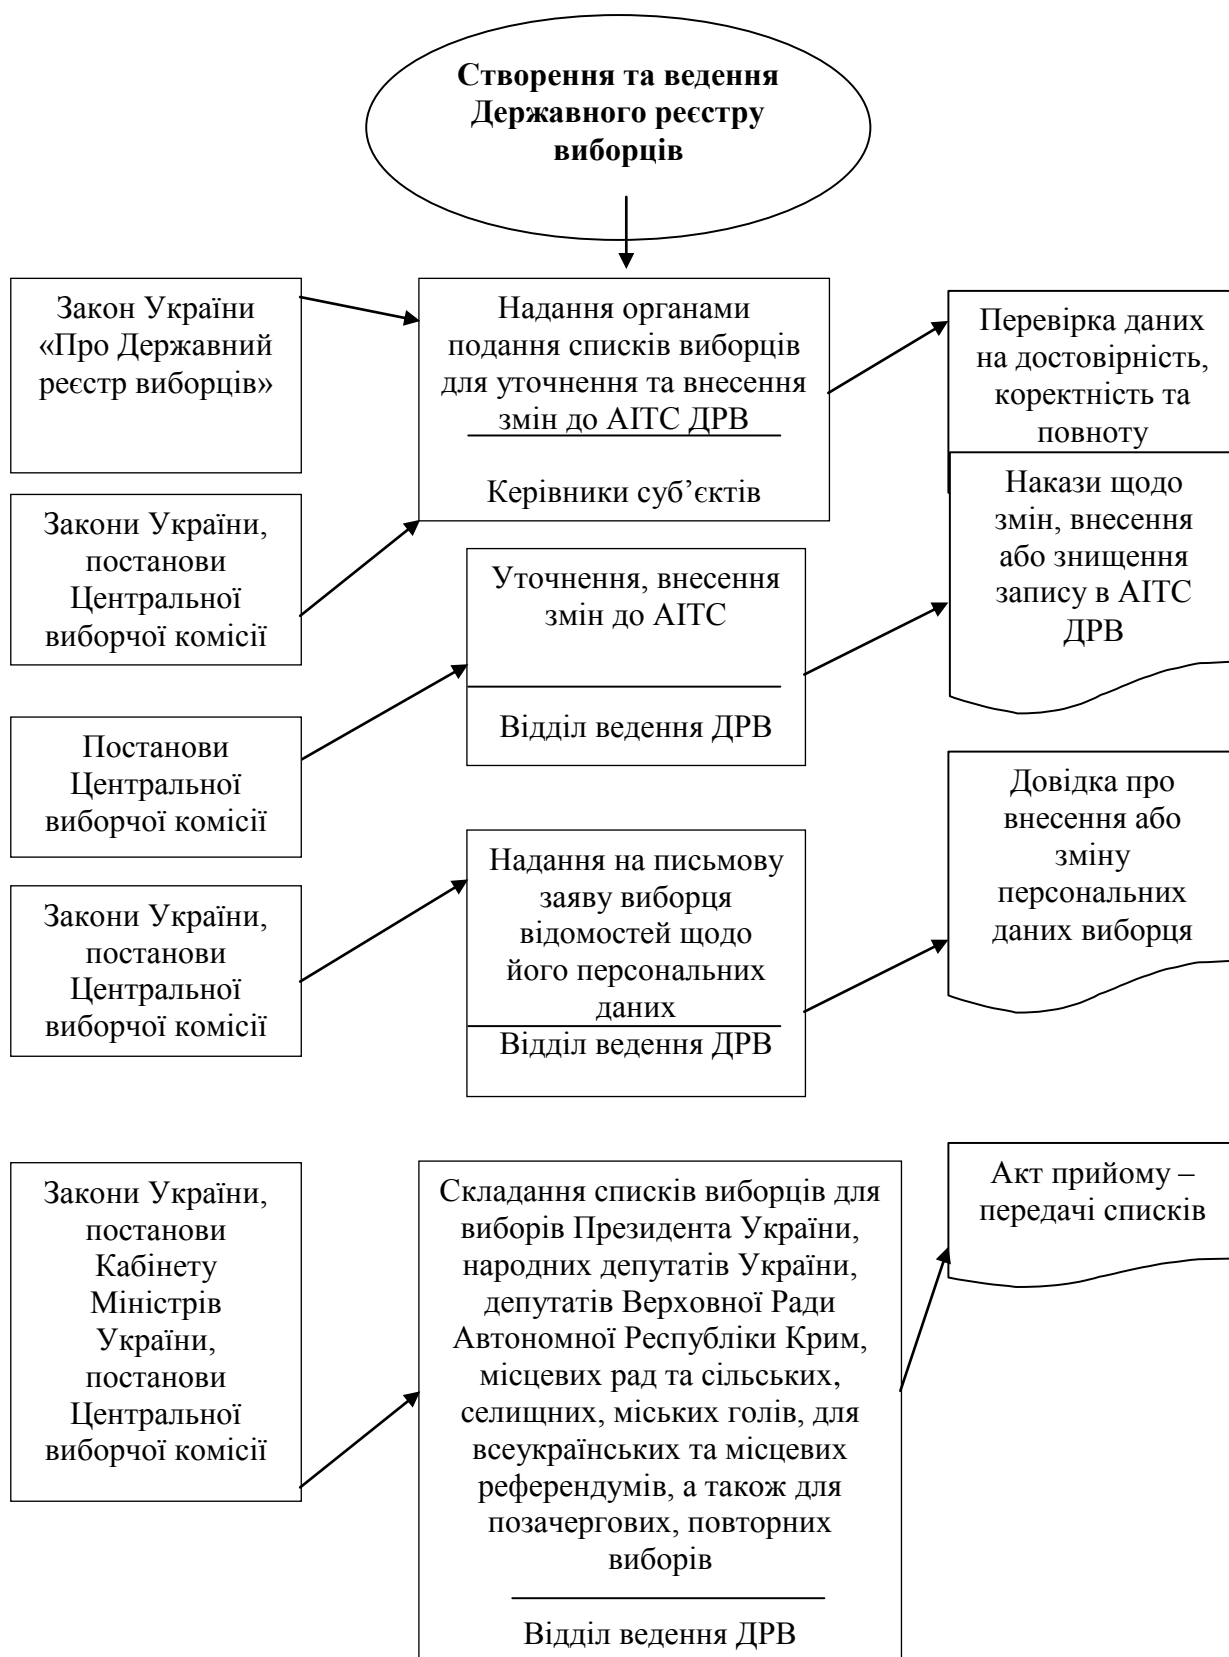 Створення та ведення
Державного реєстру
виборців
Закон України
«Про Державний
реєстр виборців»
Надання органами
подання списків виборців
для уточнення та внесення
змін до АІТС ДРВ
Керівники суб’єктів
Перевірка даних
на достовірність,
коректність та
повноту
Закони України,
постанови
Центральної
виборчої комісії
Уточнення, внесення
змін до АІТС
Відділ ведення ДРВ
Накази щодо
змін, внесення
або знищення
запису в АІТС
ДРВ
Постанови
Центральної
виборчої комісії
Закони України,
постанови
Центральної
виборчої комісії
Надання на письмову
заяву виборця
відомостей щодо
його персональних
даних
Відділ ведення ДРВ
Довідка про
внесення або
зміну
персональних
даних виборця
Закони України,
постанови
Кабінету
Міністрів
України,
постанови
Центральної
виборчої комісії
Складання списків виборців для
виборів Президента України,
народних депутатів України,
депутатів Верховної Ради
Автономної Республіки Крим,
місцевих рад та сільських,
селищних, міських голів, для
всеукраїнських та місцевих
референдумів, а також для
позачергових, повторних
виборів
Відділ ведення ДРВ
Акт прийому –
передачі списків